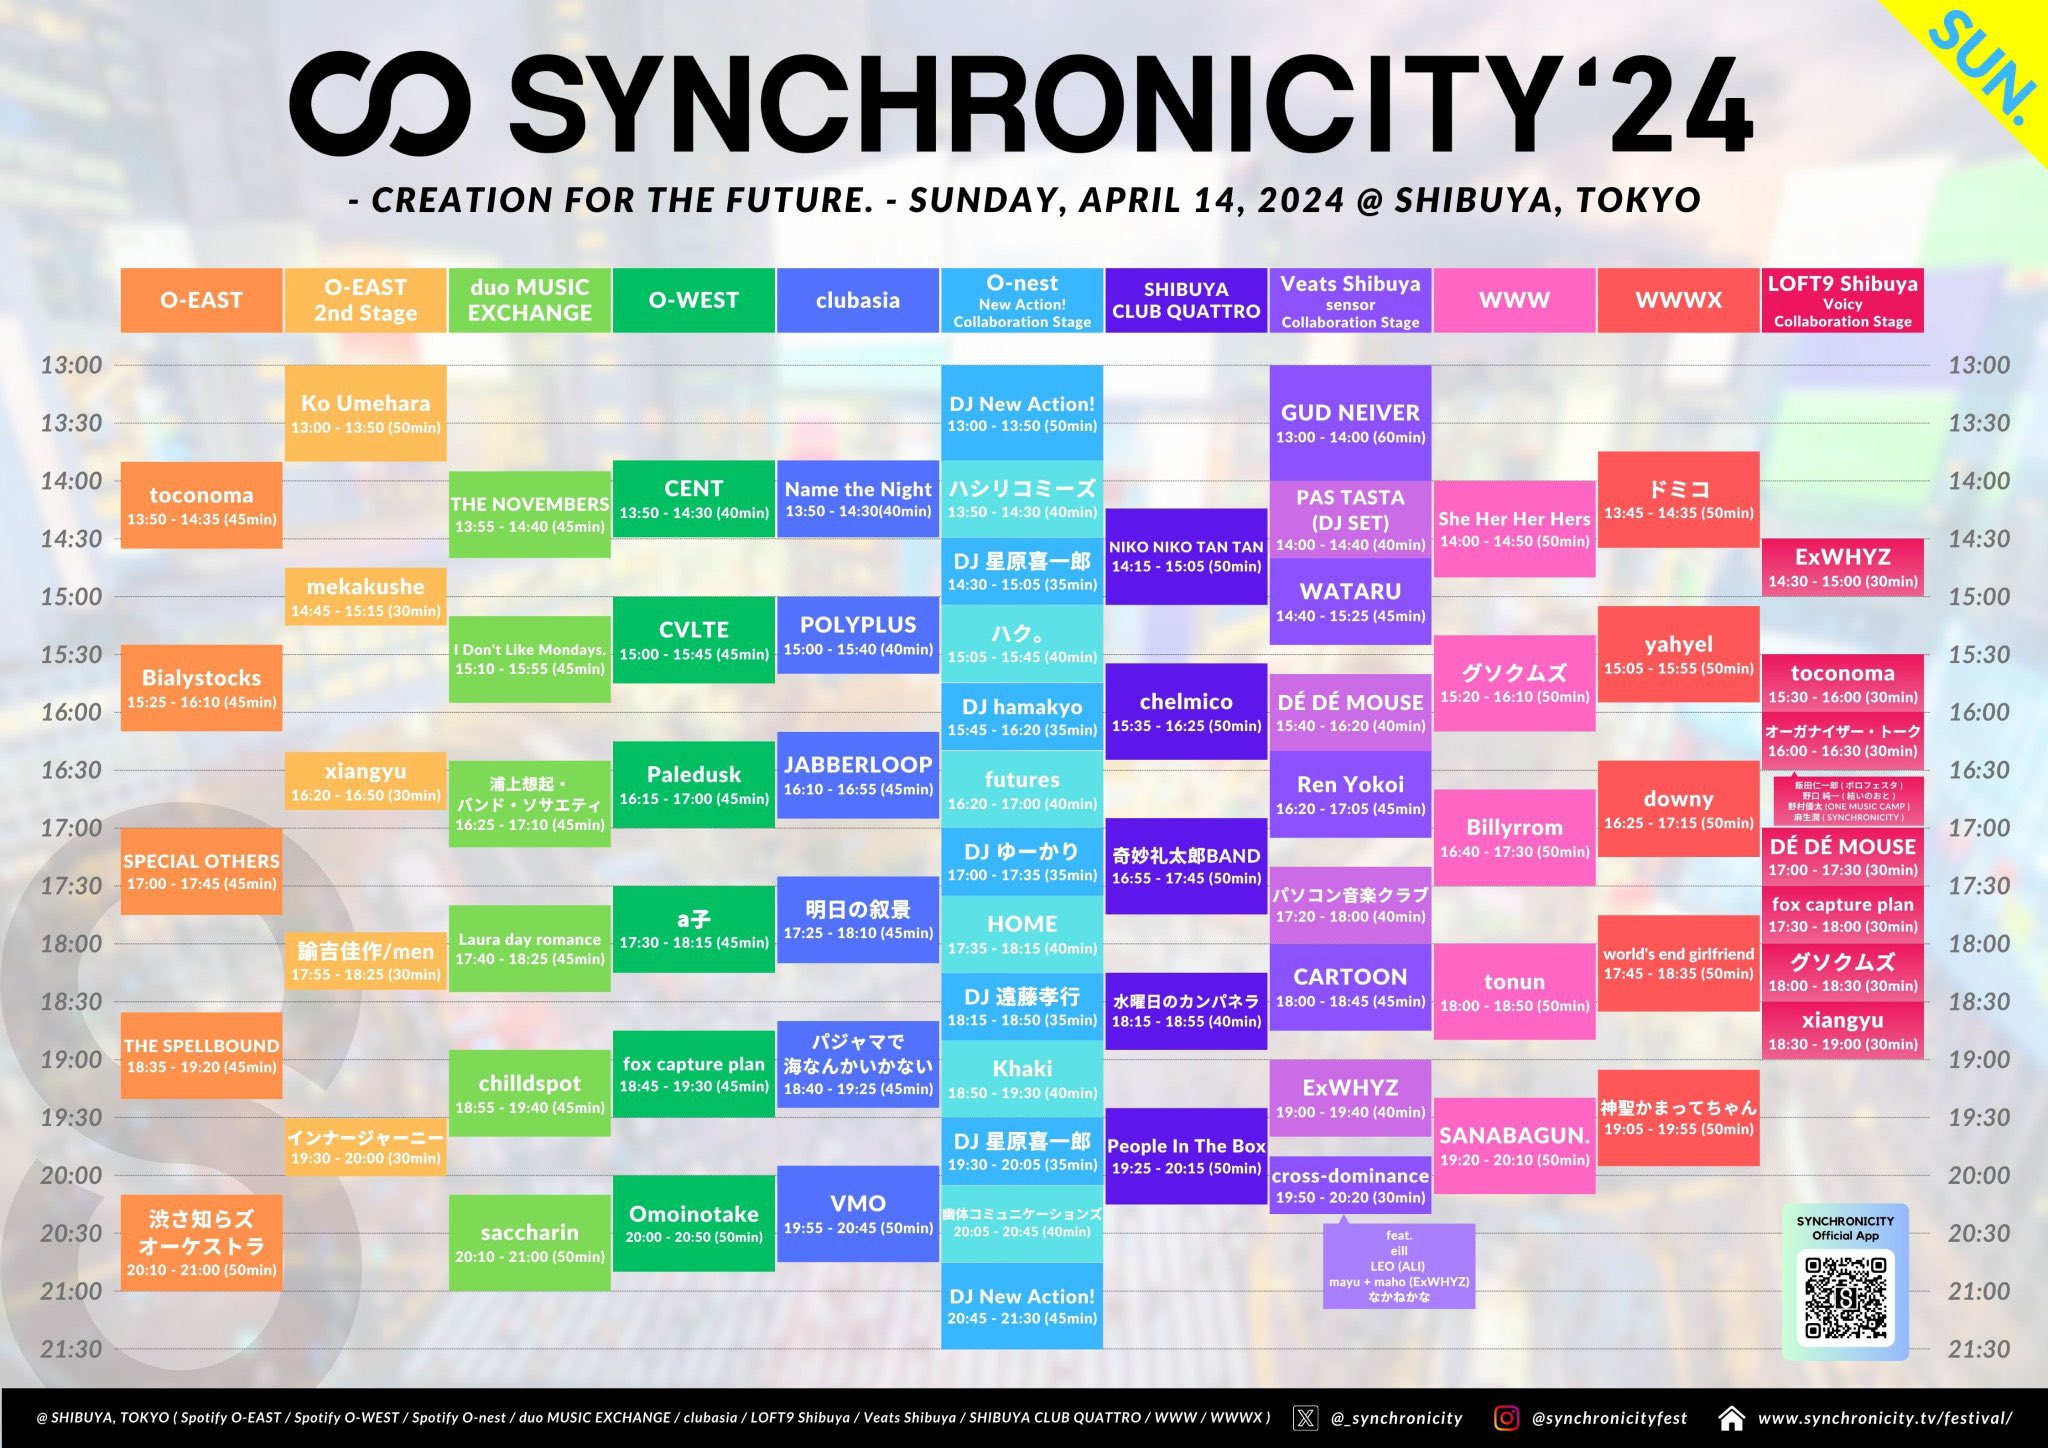 SYNCHRONICITY‘24
SUN.
- CREATION FOR THE FUTURE. - SUNDAY, APRIL 14, 2024 @ SHIBUYA, TOKYO
O-EAST
O-EAST
2nd Stage
duo MUSIC
EXCHANGE
O-WEST
clubasia
O-nest
New Action!
Collaboration Stage
SHIBUYA
CLUB QUATTRO
Veats Shibuya
sensor
Collaboration Stage
WWW
WWWX
LOFT9 Shibuya
Voicy
Collaboration Stage
13:00
13:30
14:00
14:30
15:00
15:30
16:00
16:30
17:00
17:30
18:00
18:30
19:00
19:30
20:00
20:30
21:00
21:30
toconoma
13:50 - 14:35 (45min)
Bialystocks
15:25 - 16:10 (45min)
SPECIAL OTHERS
17:00 - 17:45 (45min)
THE SPELLBOUND
18:35 - 19:20 (45min)
渋さ知らズ
オーケストラ
20:10 - 21:00 (50min)
Ko Umehara
13:00 - 13:50 (50min)
mekakushe
14:45 - 15:15 (30min)
xiangyu
16:20 - 16:50 (30min)
諭吉佳作/men
17:55 - 18:25 (30min)
インナージャーニー
19:30 - 20:00 (30min)
THE NOVEMBERS
13:55 - 14:40 (45min)
I Don't Like Mondays.
15:10 - 15:55 (45min)
浦上想起・
バンド・ソサエティ
16:25 - 17:10 (45min)
Laura day romance
17:40 - 18:25 (45min)
chilldspot
18:55 - 19:40 (45min)
saccharin
20:10 - 21:00 (50min)
CENT
13:50 - 14:30 (40min)
CVLTE
15:00 - 15:45 (45min)
Paledusk
16:15 - 17:00 (45min)
a子
17:30 - 18:15 (45min)
fox capture plan
18:45 - 19:30 (45min)
Omoinotake
20:00 - 20:50 (50min)
Name the Night
13:50 - 14:30(40min)
POLYPLUS
15:00 - 15:40 (40min)
JABBERLOOP
16:10 - 16:55 (45min)
明日の叙景
17:25 - 18:10 (45min)
パジャマで
海なんかいかない
18:40 - 19:25 (45min)
VMO
19:55 - 20:45 (50min)
DJ New Action!
13:00 - 13:50 (50min)
ハシリコミーズ
13:50 - 14:30 (40min)
DJ 星原喜一郎
14:30 - 15:05 (35min)
ハク。
15:05 - 15:45 (40min)
DJ hamakyo
15:45 - 16:20 (35min)
futures
16:20 - 17:00 (40min)
DJ ゆーかり
17:00 - 17:35 (35min)
HOME
17:35 - 18:15 (40min)
DJ 遠藤孝行
18:15 - 18:50 (35min)
Khaki
18:50 - 19:30 (40min)
DJ 星原喜一郎
19:30 - 20:05 (35min)
幽体コミュニケーションズ
20:05 - 20:45 (40min)
DJ New Action!
20:45 - 21:30 (45min)
NIKO NIKO TAN TAN
14:15 - 15:05 (50min)
chelmico
15:35 - 16:25 (50min)
奇妙礼太郎BAND
16:55 - 17:45 (50min)
水曜日のカンパネラ
18:15 - 18:55 (40min)
People In The Box
19:25 - 20:15 (50min)
GUD NEIVER
13:00 - 14:00 (60min)
PAS TASTA
(DJ SET)
14:00 - 14:40 (40min)
WATARU
14:40 - 15:25 (45min)
DÉ DÉ MOUSE
15:40 - 16:20 (40min)
Ren Yokoi
16:20 - 17:05 (45min)
パソコン音楽クラブ
17:20 - 18:00 (40min)
CARTOON
18:00 - 18:45 (45min)
ExWHYZ
19:00 - 19:40 (40min)
cross-dominance
19:50 - 20:20 (30min)
feat.
eill
LEO (ALI)
mayu + maho (ExWHYZ)
なかねかな
She Her Her Hers
14:00 - 14:50 (50min)
グソクムズ
15:20 - 16:10 (50min)
Billyrrom
16:40 - 17:30 (50min)
tonun
18:00 - 18:50 (50min)
SANABAGUN.
19:20 - 20:10 (50min)
ドミコ
13:45 - 14:35 (50min)
yahyel
15:05 - 15:55 (50min)
downy
16:25 - 17:15 (50min)
world's end girlfriend
17:45 - 18:35 (50min)
神聖かまってちゃん
19:05 - 19:55 (50min)
ExWHYZ
14:30 - 15:00 (30min)
toconoma
15:30 - 16:00 (30min)
オーガナイザー・トーク
16:00 - 16:30 (30min)
飯田仁一郎 ( ボロフェスタ )
野口 純一 ( 結いのおと )
野村優太 (ONE MUSIC CAMP )
麻生潤 ( SYNCHRONICITY )
DÉ DÉ MOUSE
17:00 - 17:30 (30min)
fox capture plan
17:30 - 18:00 (30min)
グソクムズ
18:00 - 18:30 (30min)
xiangyu
18:30 - 19:00 (30min)
13:00
13:30
14:00
14:30
15:00
15:30
16:00
16:30
17:00
17:30
18:00
18:30
19:00
19:30
20:00
20:30
21:00
21:30
SYNCHRONICITY
Official App
@ SHIBUYA, TOKYO ( Spotify O-EAST / Spotify O-WEST / Spotify O-nest / duo MUSIC EXCHANGE / clubasia / LOFT9 Shibuya / Veats Shibuya / SHIBUYA CLUB QUATTRO / WWW / WWWX ) @_synchronicity @synchronicityfest www.synchronicity.tv/festival/